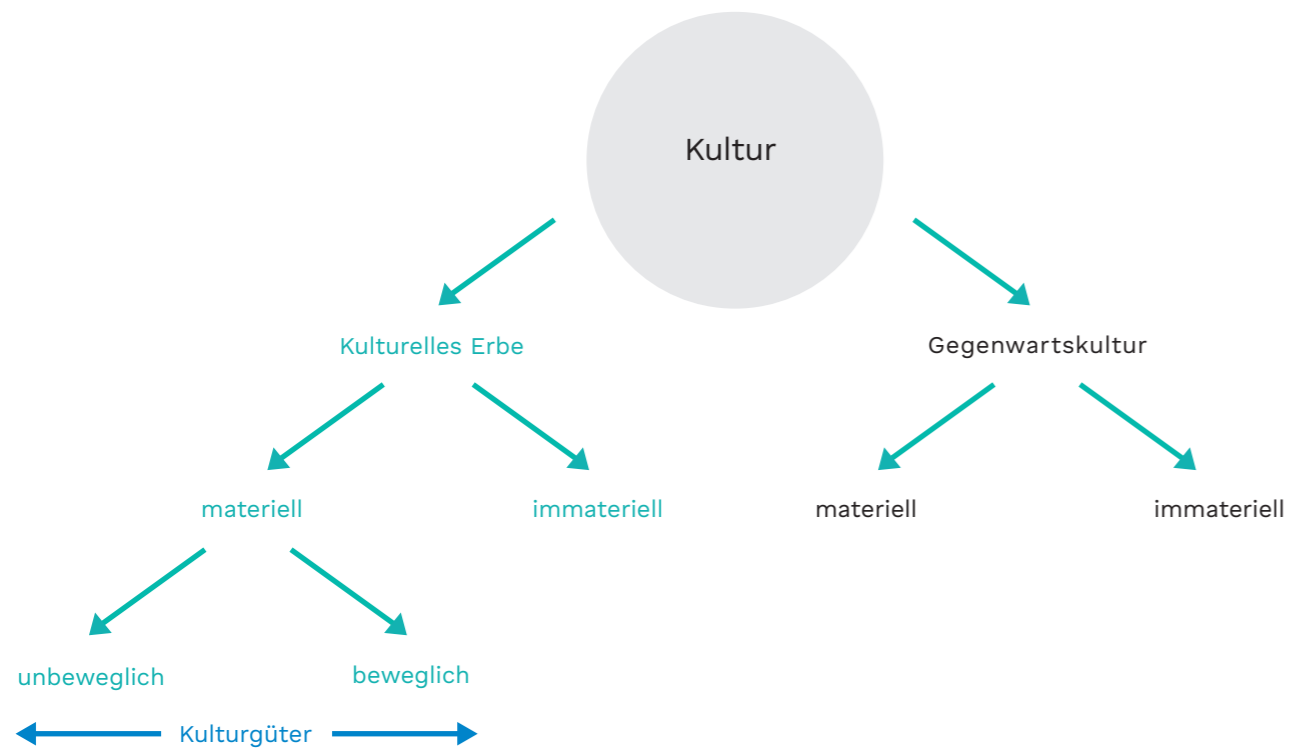 Kultur
Kulturelles Erbe
Gegenwartskultur
materiell
immateriell
materiell
immateriell
unbeweglich
beweglich
Kulturgüter